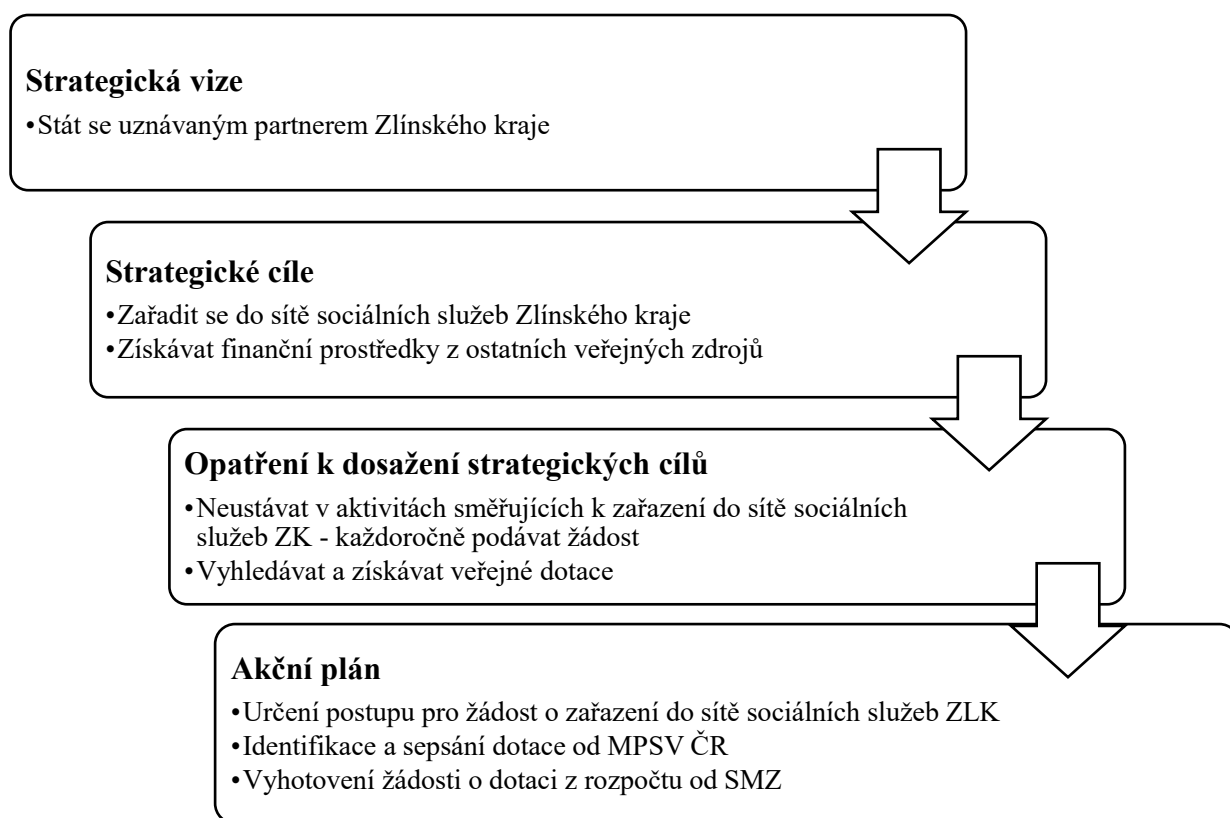 Strategická vize
•Stát se uznávaným partnerem Zlínského kraje
Strategické cíle
•Zařadit se do sítě sociálních služeb Zlínského kraje
•Získávat finanční prostředky z ostatních veřejných zdrojů
Opatření k dosažení strategických cílů
•Neustávat v aktivitách směřujících k zařazení do sítě sociálních
služeb ZK - každoročně podávat žádost
•Vyhledávat a získávat veřejné dotace
Akční plán
•Určení postupu pro žádost o zařazení do sítě sociálních služeb ZLK
•Identifikace a sepsání dotace od MPSV ČR
•Vyhotovení žádosti o dotaci z rozpočtu od SMZ